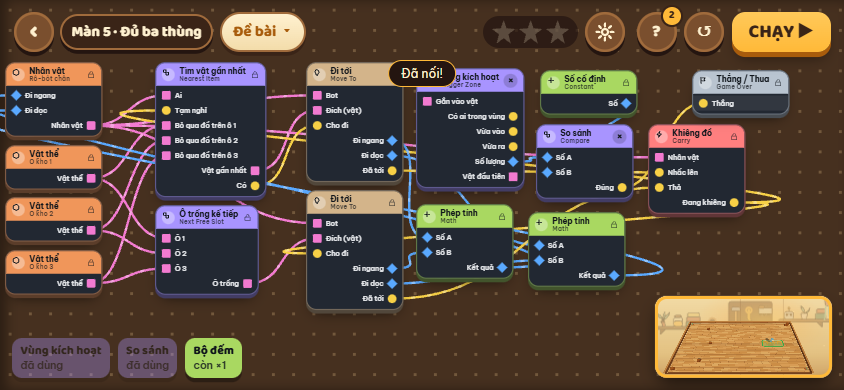 Màn 5 · Đủ ba thùng
Đề bài
2
?
CHẠY
Đã nối!
Nhân vật
Rô-bốt chân
Đi ngang
Đi dọc
Nhân vật
Vật thể
Ô kho 1
Vật thể
Vật thể
Ô kho 2
Vật thể
Vật thể
Ô kho 3
Vật thể
Tìm vật gần nhất
Nearest Item
Ai
Tạm nghỉ
Bỏ qua đồ trên ô 1
Bỏ qua đồ trên ô 2
Bỏ qua đồ trên ô 3
Vật gần nhất
Có
Ô trống kế tiếp
Next Free Slot
Ô 1
Ô 2
Ô 3
Ô trống
Đi tới
Move To
Bot
Đích (vật)
Cho đi
Đi ngang
Đi dọc
Đã tới
Đi tới
Move To
Bot
Đích (vật)
Cho đi
Đi ngang
Đi dọc
Đã tới
kích hoạt
Zone
Gắn vào vật
Có ai trong vùng
Vừa vào
Vừa ra
Số lượng
Vật đầu tiên
Phép tính
Math
Số A
Số B
Kết quả
Số cố định
Constant
Số
So sánh
Compare
Số A
Số B
Đúng
Phép tính
Math
Số A
Số B
Kết quả
Thắng / Thua
Game Over
Thắng
Khiêng đồ
Carry
Nhân vật
Nhấc lên
Thả
Đang khiêng
Vùng kích hoạt
đã dùng
So sánh
đã dùng
Bộ đếm
còn ×1